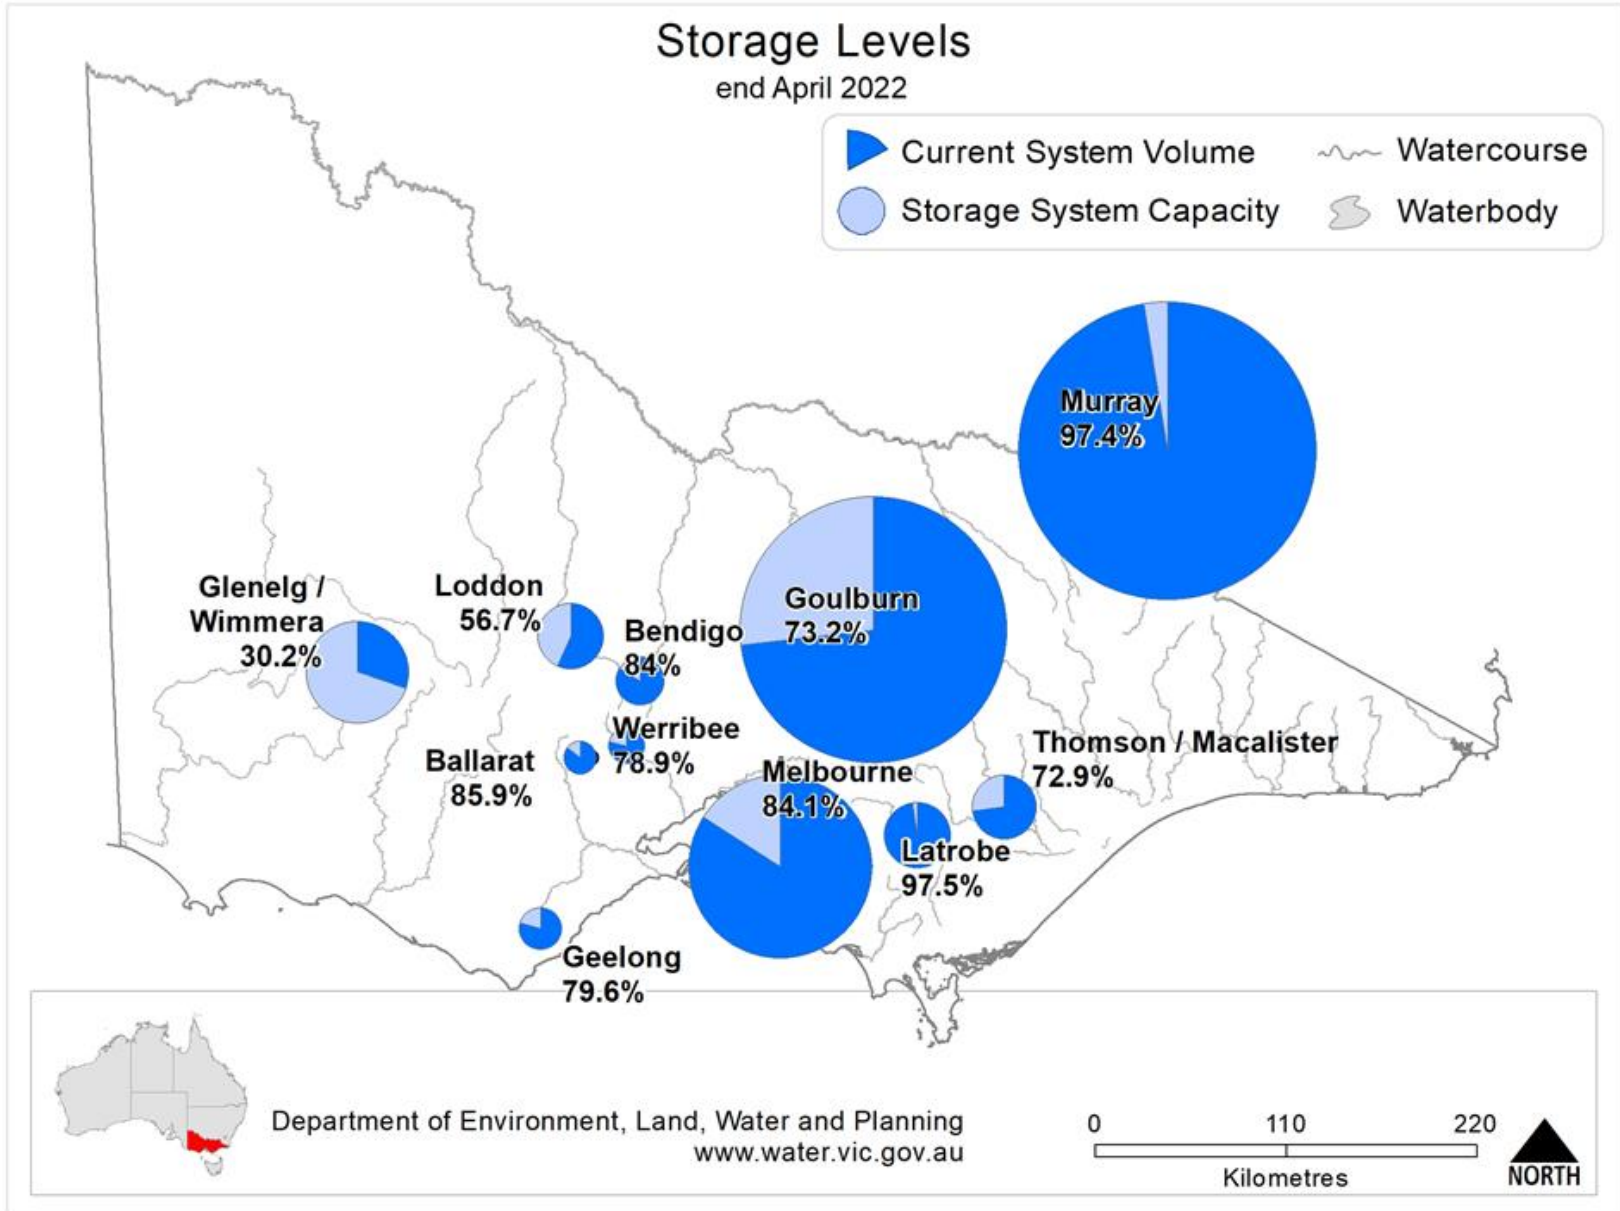 Storage Levels
end April 2022
Current System Volume
Watercourse
Storage System Capacity
Waterbody
Murray
97.4%
Goulburn
73.2%
Glenelg /
Wimmera
30.2%
Loddon
56.7%
Bendigo
84%
Werribee
78.9%
Ballarat
85.9%
Melbourne
84.1%
Thomson / Macalister
72.9%
Latrobe
97.5%
Geelong
79.6%
Department of Environment, Land, Water and Planning
www.water.vic.gov.au
0 110 220
Kilometres
NORTH